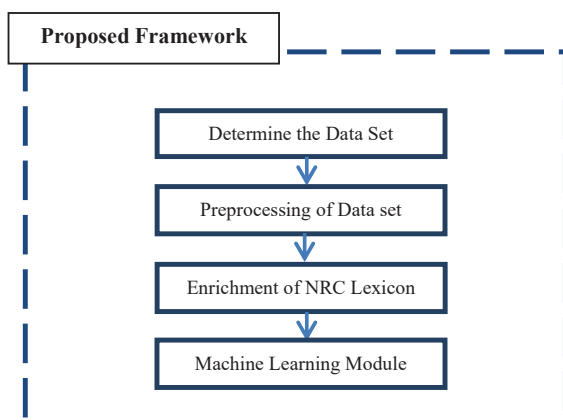 Proposed Framework
Determine the Data Set
Preprocessing of Data set
Enrichment of NRC Lexicon
Machine Learning Module